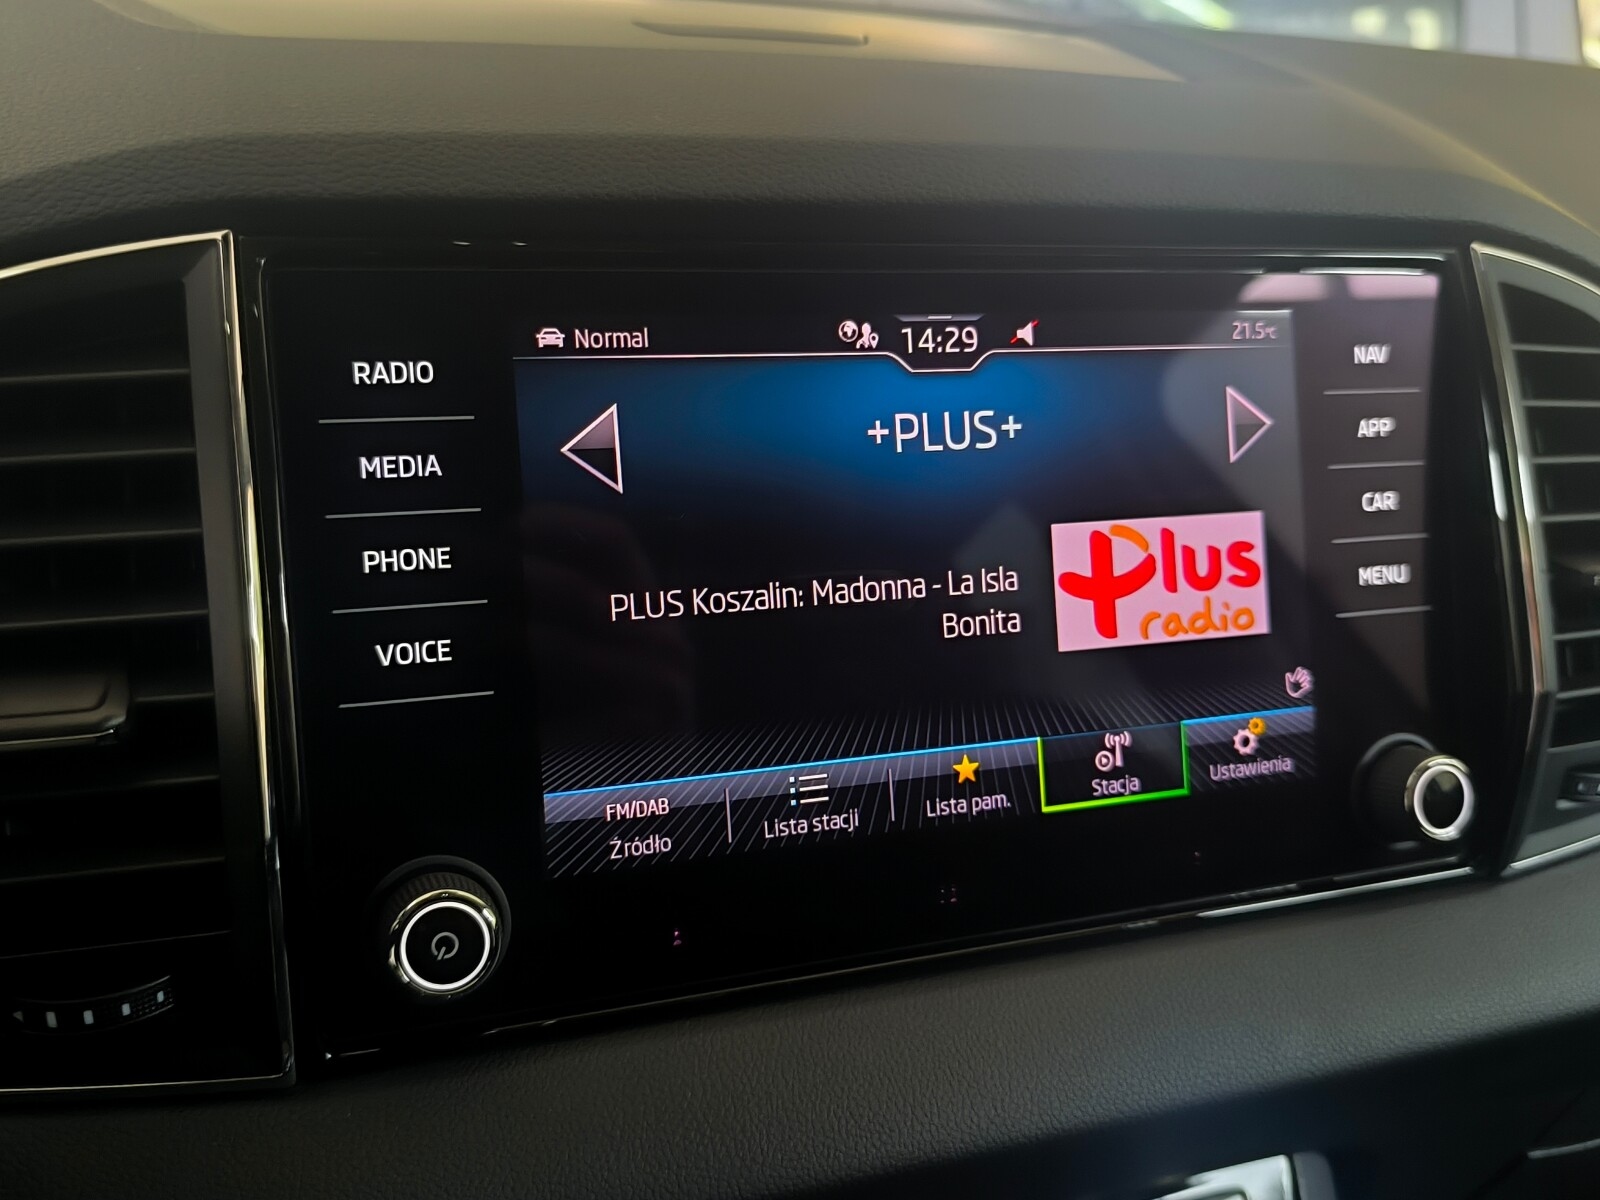 Normal
14:29
21.5°C
RADIO
MEDIA
PHONE
VOICE
+PLUS+
PLUS Koszalin: Madonna - La Isla
Bonita
Plus
radio
FM/DAB
Źródło
Lista stacji
Lista pam.
Stacja
Ustawienia
NAV
APP
CAR
MENU